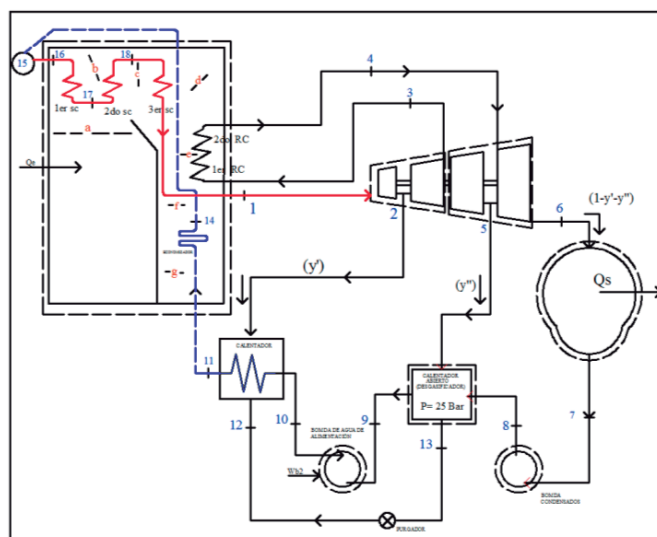 15
16
b
18
c
d
17
1er sc
2do sc
3er sc
a
Qe
2do RC
e
1er RC
f
14
g
1
4
3
2
5
6
(1-y'-y")
Qs
(y')
(y")
11
CALENTADOR
12
10
9
BOMBA DE AGUA DE
ALIMENTACIÓN
Wb2
CALENTADOR
ABIERTO
(DESGASIFICADOR)
P= 25 Bar
13
8
7
BOMBA
CONDENSADOS
PURGADOR